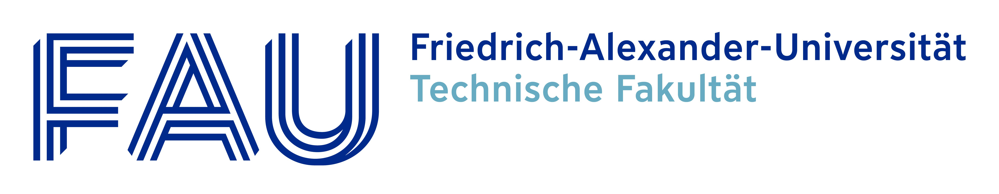 FAU
Friedrich-Alexander-Universität
Technische Fakultät